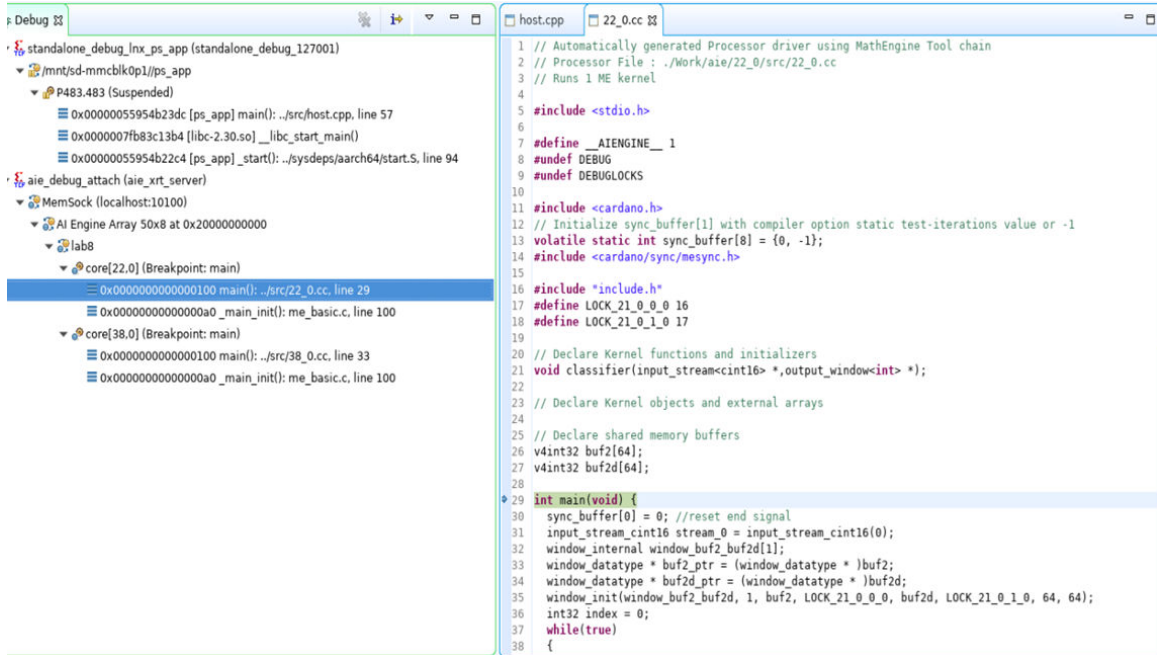 Debug
standalone_debug_lnx_ps_app (standalone_debug_127001)
/mnt/sd-mmcblk0p1//ps_app
P483.483 (Suspended)
0x00000055954b23dc [ps_app] main(): ../src/host.cpp, line 57
0x0000007fb83c13b4 [libc-2.30.so] __libc_start_main()
0x00000055954b22c4 [ps_app] _start(): ../sysdeps/aarch64/start.S, line 94
aie_debug_attach (aie_xrt_server)
MemSock (localhost:10100)
AI Engine Array 50x8 at 0x20000000000
lab8
core[22,0] (Breakpoint: main)
0x0000000000000100 main(): ../src/22_0.cc, line 29
0x00000000000000a0 _main_init(): me_basic.c, line 100
core[38,0] (Breakpoint: main)
0x0000000000000100 main(): ../src/38_0.cc, line 33
0x00000000000000a0 _main_init(): me_basic.c, line 100
host.cpp 22_0.cc
1 // Automatically generated Processor driver using MathEngine Tool chain
2 // Processor File : ./Work/aie/22_0/src/22_0.cc
3 // Runs 1 ME kernel
4
5 #include <stdio.h>
6
7 #define __AIENGINE__ 1
8 #undef DEBUG
9 #undef DEBUGLOCKS
10
11 #include <cardano.h>
12 // Initialize sync_buffer[1] with compiler option static test-iterations value or -1
13 volatile static int sync_buffer[8] = {0, -1};
14 #include <cardano/sync/mesync.h>
15
16 #include "include.h"
17 #define LOCK_21_0_0_0 16
18 #define LOCK_21_0_1_0 17
19
20 // Declare Kernel functions and initializers
21 void classifier(input_stream<cint16> *,output_window<int> *);
22
23 // Declare Kernel objects and external arrays
24
25 // Declare shared memory buffers
26 v4int32 buf2[64];
27 v4int32 buf2d[64];
28
29 int main(void) {
30 sync_buffer[0] = 0; //reset end signal
31 input_stream_cint16 stream_0 = input_stream_cint16(0);
32 window_internal window_buf2_buf2d[1];
33 window_datatype * buf2_ptr = (window_datatype * )buf2;
34 window_datatype * buf2d_ptr = (window_datatype * )buf2d;
35 window_init(window_buf2_buf2d, 1, buf2, LOCK_21_0_0_0, buf2d, LOCK_21_0_1_0, 64, 64);
36 int32 index = 0;
37 while(true)
38 {